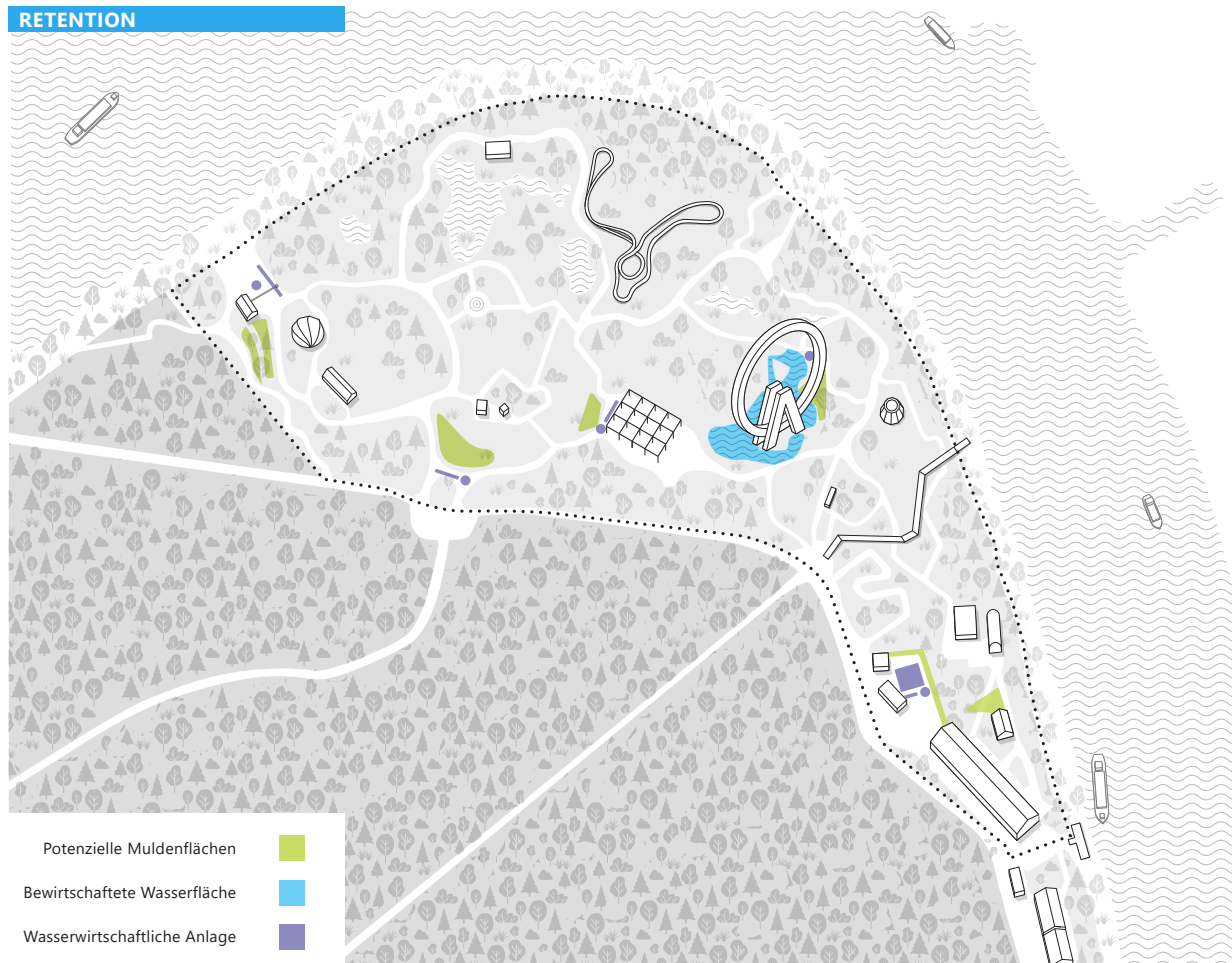 RETENTION
Potenzielle Muldenflächen
Bewirtschaftete Wasserfläche
Wasserwirtschaftliche Anlage